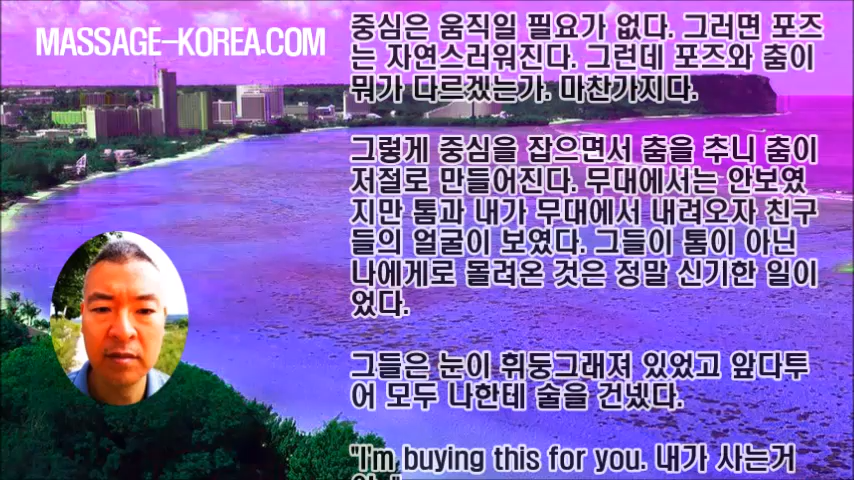 MASSAGE-KOREA.COM
중심은 움직일 필요가 없다. 그러면 포즈
는 자연스러워진다. 그런데 포즈와 춤이
뭐가 다르겠는가. 마찬가지다.
그렇게 중심을 잡으면서 춤을 추니 춤이
저절로 만들어진다. 무대에서는 안보였
지만 톰과 내가 무대에서 내려오자 친구
들의 얼굴이 보였다. 그들이 톰이 아닌
나에게로 몰려온 것은 정말 신기한 일이
었다.
그들은 눈이 휘둥그래져 있었고 앞다투
어 모두 나한테 술을 건넸다.
"I'm buying this for you. 내가 사는거